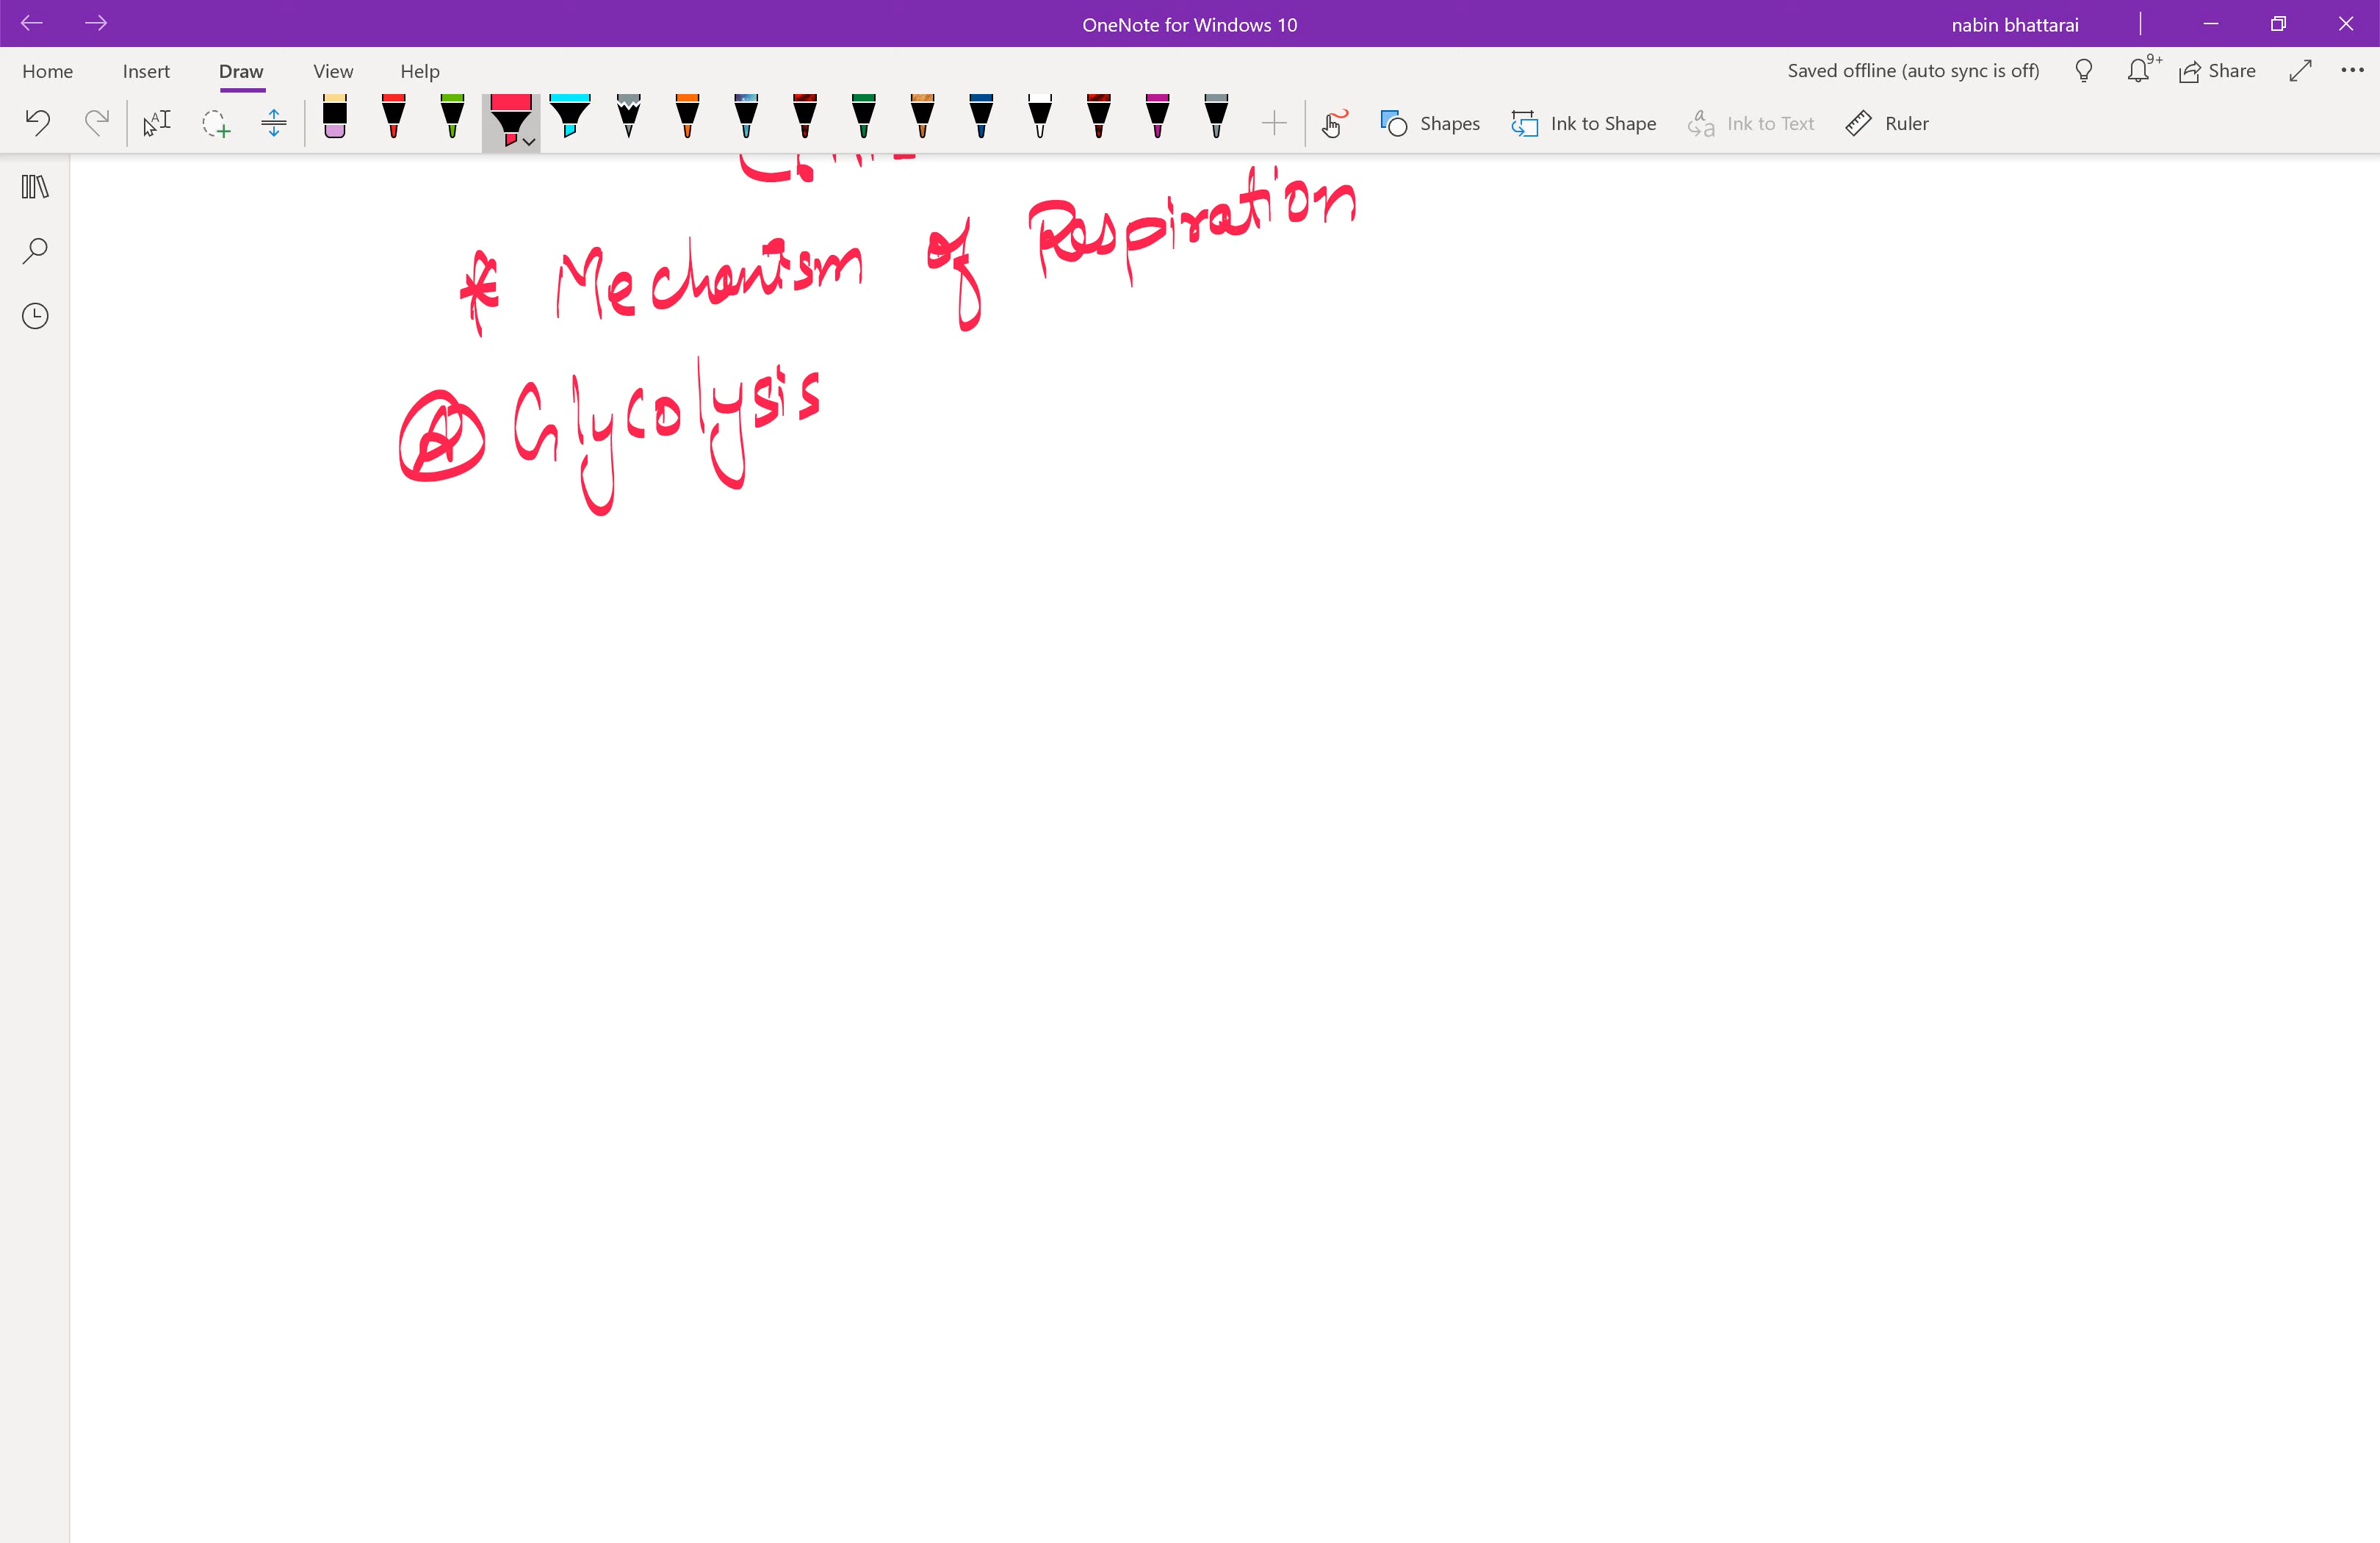 OneNote for Windows 10
nabin bhattarai
Home Insert Draw View Help
Saved offline (auto sync is off)
9+
Share
Shapes
Ink to Shape
Ink to Text
Ruler
* Mechanism of Respiration
A Glycolysis